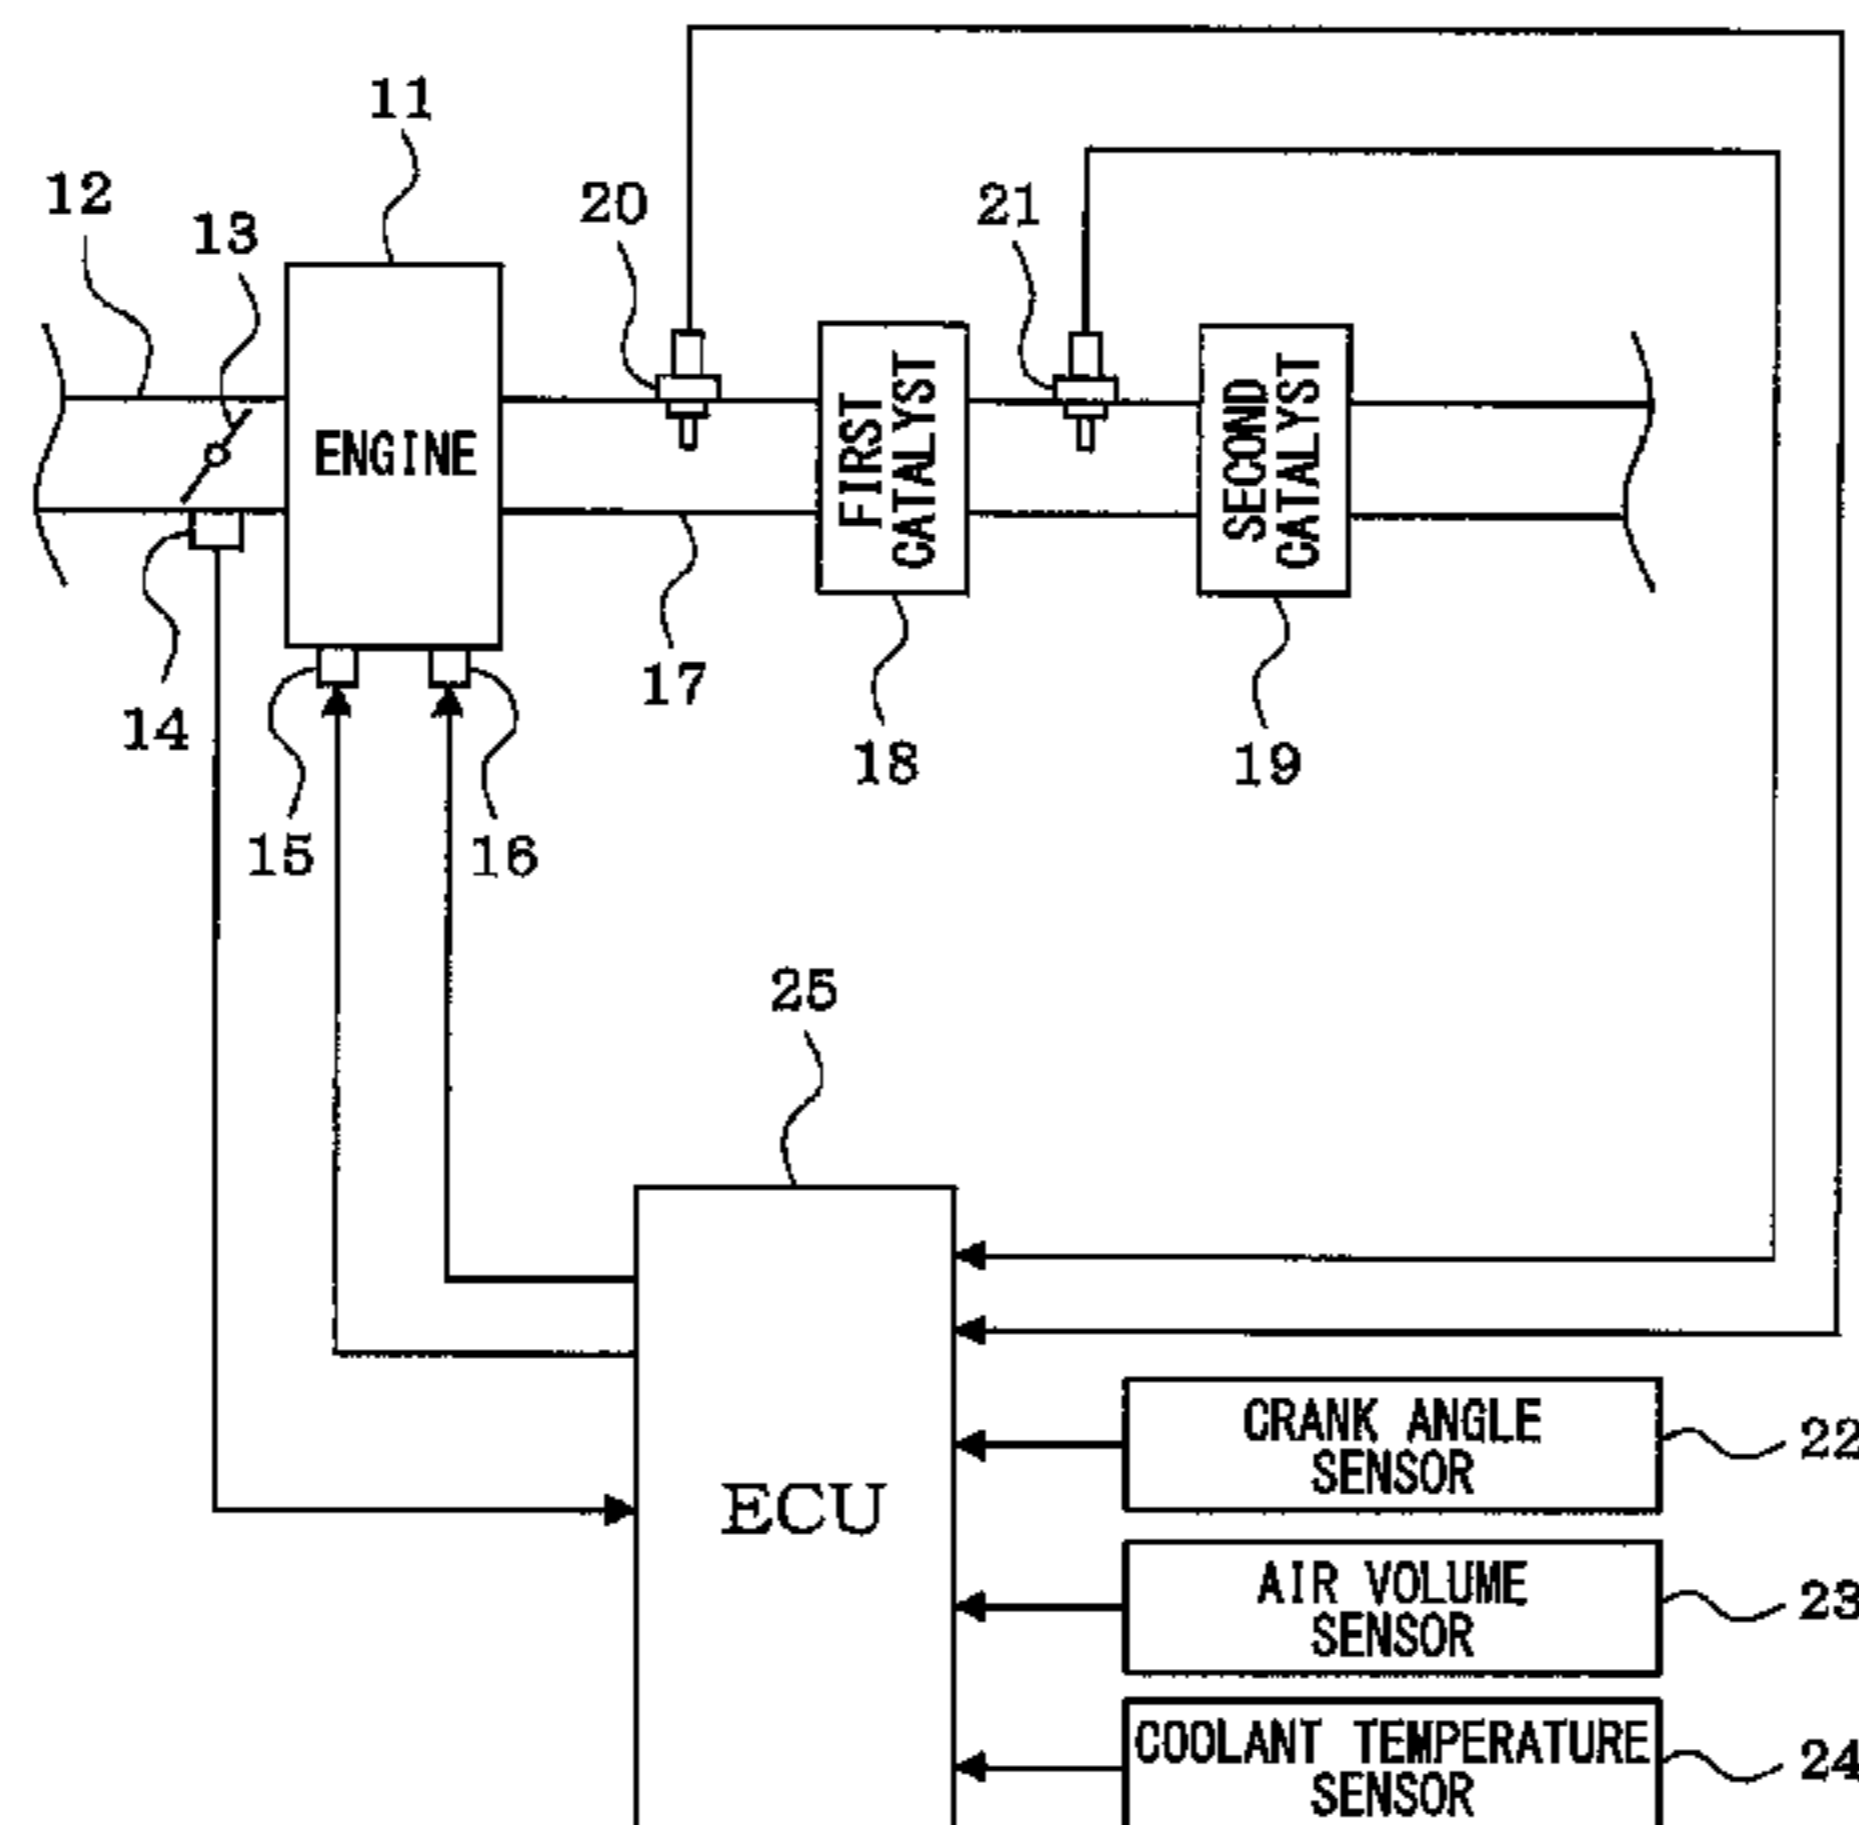 11
12
13
20
21
ENGINE
FIRST
CATALYST
SECOND
CATALYST
14
15
16
17
18
19
25
ECU
CRANK ANGLE
SENSOR
22
AIR VOLUME
SENSOR
23
COOLANT TEMPERATURE
SENSOR
24